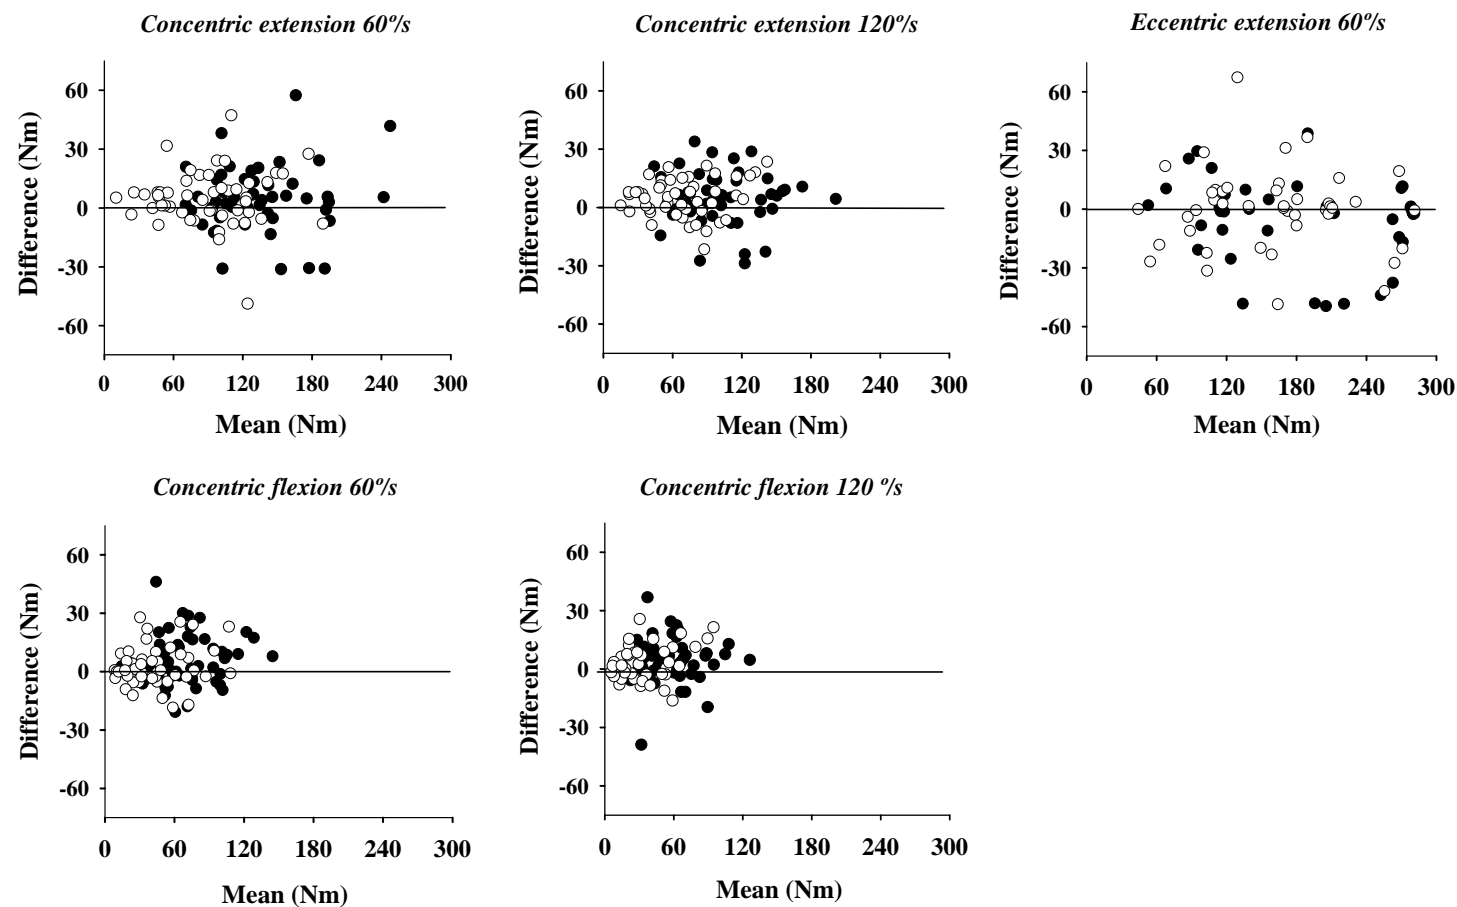 Concentric extension 60º/s
Concentric extension 120º/s
Eccentric extension 60º/s
Difference (Nm)
60
30
0
-30
-60
0 60 120 180 240 300
Mean (Nm)
Difference (Nm)
60
30
0
-30
-60
0 60 120 180 240 300
Mean (Nm)
Difference (Nm)
60
30
0
-30
-60
0 60 120 180 240 300
Mean (Nm)
Concentric flexion 60º/s
Concentric flexion 120 º/s
Difference (Nm)
60
30
0
-30
-60
0 60 120 180 240 300
Mean (Nm)
Difference (Nm)
60
30
0
-30
-60
0 60 120 180 240 300
Mean (Nm)